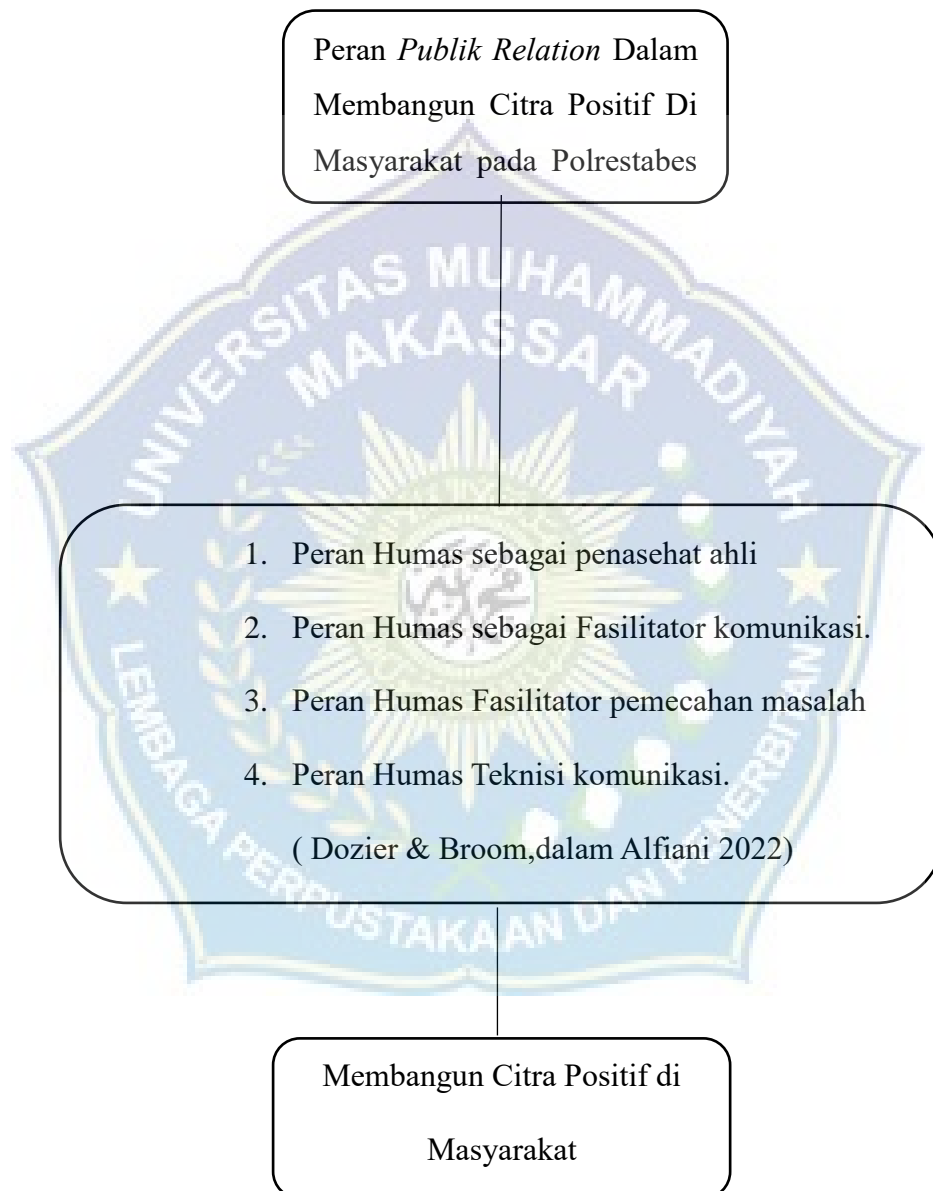 Peran Publik Relation Dalam
Membangun Citra Positif Di
Masyarakat pada Polrestabes
UNIVERSITAS MUHAMMADIYAH
MAKASSAR
1. Peran Humas sebagai penasehat ahli
2. Peran Humas sebagai Fasilitator komunikasi.
3. Peran Humas Fasilitator pemecahan masalah
4. Peran Humas Teknisi komunikasi.
( Dozier & Broom,dalam Alfiani 2022)
LEMBAGA PERPUSTAKAAN DAN PENERBITAN
Membangun Citra Positif di
Masyarakat